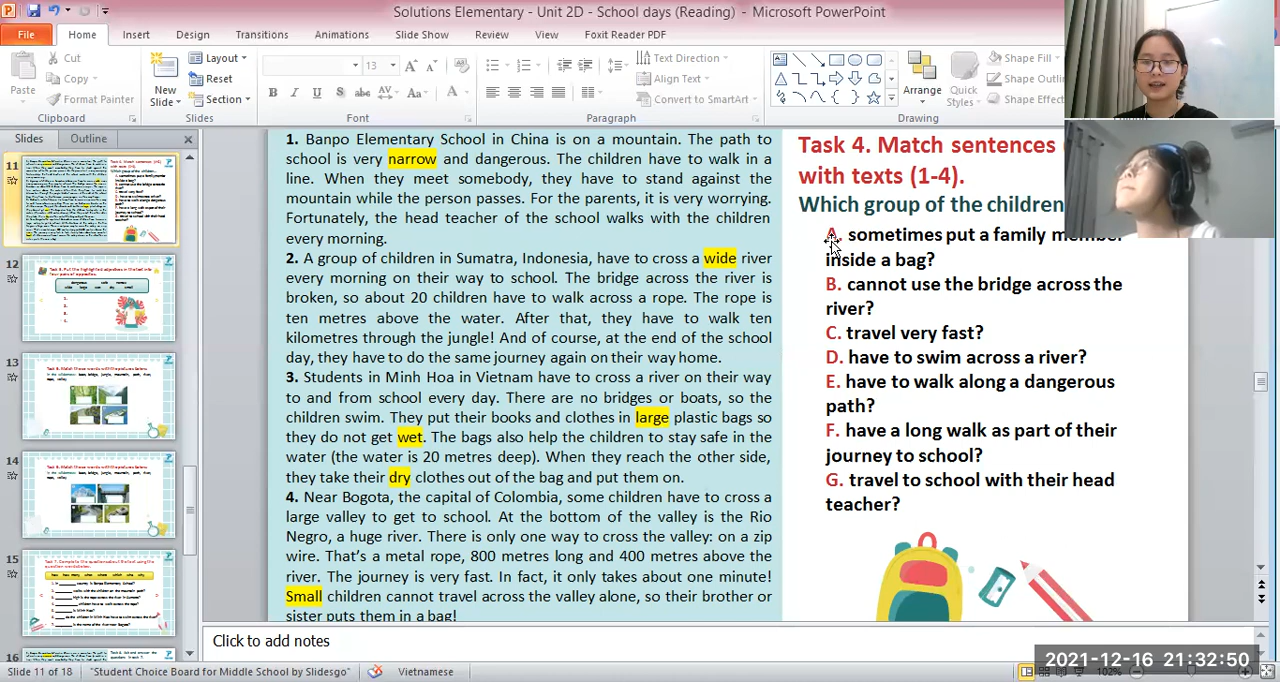 Solutions Elementary - Unit 2D - School days (Reading) - Microsoft PowerPoint
File Home Insert Design Transitions Animations Slide Show Review View Foxit Reader PDF
Paste
Cut
Copy
Format Painter
Clipboard
New Slide
Layout
Reset
Section
Slides
13
Font
Paragraph
Text Direction
Align Text
Convert to SmartArt
Arrange
Quick Styles
Shape Fill
Shape Outli
Shape Effects
Drawing
Slides Outline
11
12
13
14
15
16
1. Banpo Elementary School in China is on a mountain. The path to
school is very narrow and dangerous. The children have to walk in a
line. When they meet somebody, they have to stand against the
mountain while the person passes. For the parents, it is very worrying.
Fortunately, the head teacher of the school walks with the children
every morning.
2. A group of children in Sumatra, Indonesia, have to cross a wide river
every morning on their way to school. The bridge across the river is
broken, so about 20 children have to walk across a rope. The rope is
ten metres above the water. After that, they have to walk ten
kilometres through the jungle! And of course, at the end of the school
day, they have to do the same journey again on their way home.
3. Students in Minh Hoa in Vietnam have to cross a river on their way
to and from school every day. There are no bridges or boats, so the
children swim. They put their books and clothes in large plastic bags so
they do not get wet. The bags also help the children to stay safe in the
water (the water is 20 metres deep). When they reach the other side,
they take their dry clothes out of the bag and put them on.
4. Near Bogota, the capital of Colombia, some children have to cross a
large valley to get to school. At the bottom of the valley is the Rio
Negro, a huge river. There is only one way to cross the valley: on a zip
wire. That's a metal rope, 800 metres long and 400 metres above the
river. The journey is very fast. In fact, it only takes about one minute!
Small children cannot travel across the valley alone, so their brother or
sister puts them in a bag!
Task 4. Match sentences
with texts (1-4).
Which group of the children
A. sometimes put a family member
inside a bag?
B. cannot use the bridge across the
river?
C. travel very fast?
D. have to swim across a river?
E. have to walk along a dangerous
path?
F. have a long walk as part of their
journey to school?
G. travel to school with their head
teacher?
Click to add notes
Slide 11 of 18 "Student Choice Board for Middle School by Slidesgo" Vietnamese 102%
2021-12-16 21:32:50